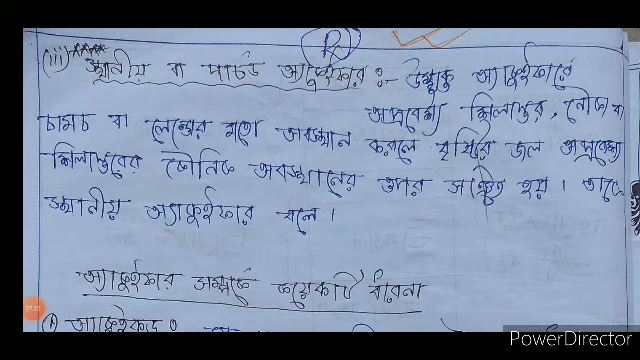 R
(iii) স্থানীয় বা পার্চড অ্যাকুইফার :- উন্মুক্ত অ্যাকুইফারে
অপ্রবেশ্য শিলাস্তর, নৌকা বা
চামচ বা লেন্সের মতো অবস্থান করলে বৃষ্টির জল অপ্রবেশ্য
শিলাস্তরের অবস্থানের উপর সঞ্চিত হয়। তাকে
স্থানীয় অ্যাকুইফার বলে।
অ্যাকুইফার সম্পর্কে কয়েকটি ধারনা
(A) অ্যাকুইক্লুড :
PowerDirector